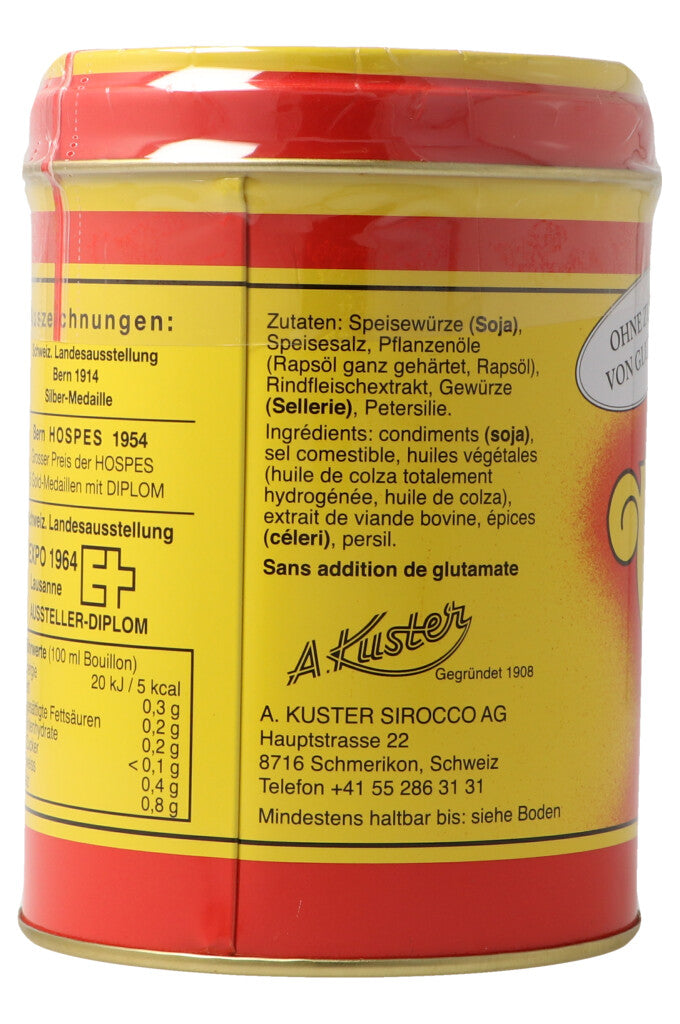 chnungen:
Schweiz. Landesausstellung
Bern 1914
Silber-Medaille
Bern HOSPES 1954
Grosser Preis der HOSPES
Gold-Medaillen mit DIPLOM
Schweiz. Landesausstellung
EXPO 1964
Lausanne
AUSSTELLER-DIPLOM
(100 ml Bouillon)
20 kJ / 5 kcal
0,3 g
Fettsäuren 0,2 g
0,2 g
< 0,1 g
0,4 g
0,8 g
Zutaten: Speisewürze (Soja),
Speisesalz, Pflanzenöle
(Rapsöl ganz gehärtet, Rapsöl),
Rindfleischextrakt, Gewürze
(Sellerie), Petersilie.
Ingrédients: condiments (soja),
sel comestible, huiles végétales
(huile de colza totalement
hydrogénée, huile de colza),
extrait de viande bovine, épices
(céleri), persil.
Sans addition de glutamate
A. Kuster
Gegründet 1908
A. KUSTER SIROCCO AG
Hauptstrasse 22
8716 Schmerikon, Schweiz
Telefon +41 55 286 31 31
Mindestens haltbar bis: siehe Boden
OHNE
VON